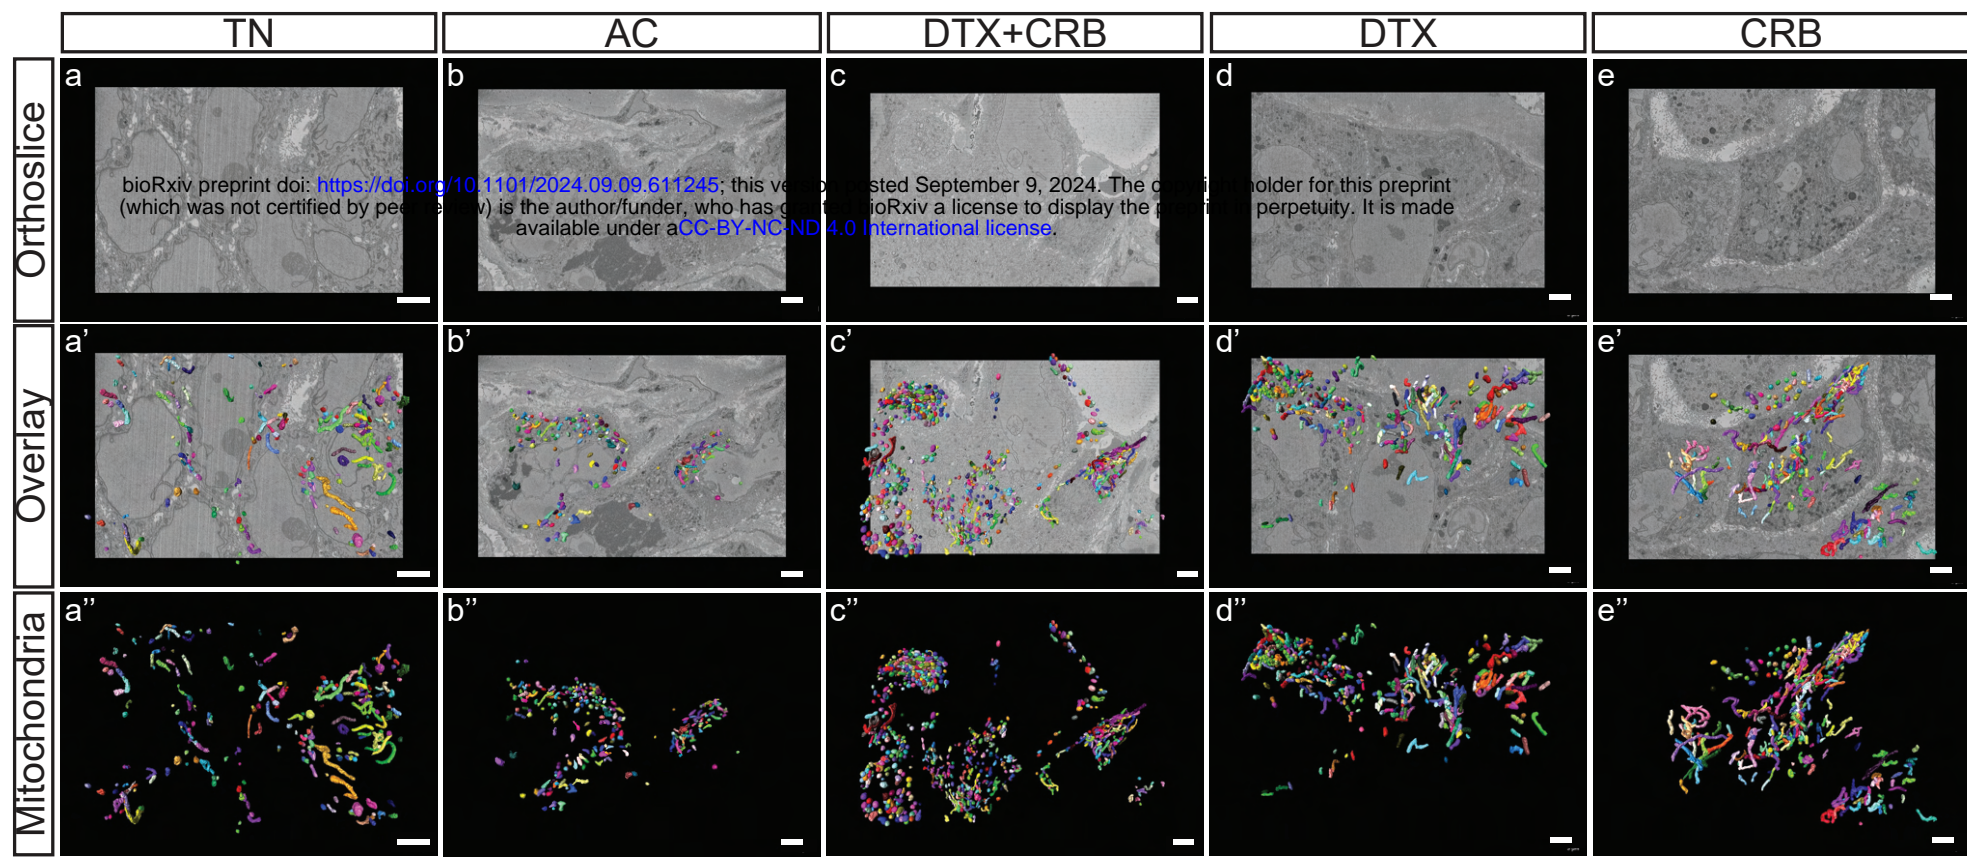 TN AC DTX+CRB DTX CRB
Orthoslice
a b c d e
bioRxiv preprint doi: https://doi.org/10.1101/2024.09.09.611245; this version posted September 9, 2024. The copyright holder for this preprint
(which was not certified by peer review) is the author/funder, who has granted bioRxiv a license to display the preprint in perpetuity. It is made
available under aCC-BY-NC-ND 4.0 International license.
Overlay
a’ b’ c’ d’ e’
Mitochondria
a’’ b’’ c’’ d’’ e’’